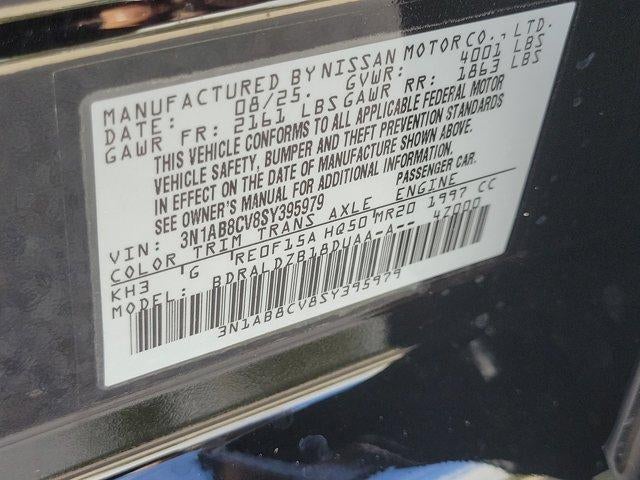 MANUFACTURED BY NISSAN MOTOR CO., LTD.
DATE: 08/25. GVWR: 4001 LBS
GAWR FR: 2161 LBS GAWR RR: 1863 LBS
THIS VEHICLE CONFORMS TO ALL APPLICABLE FEDERAL MOTOR
VEHICLE SAFETY, BUMPER AND THEFT PREVENTION STANDARDS
IN EFFECT ON THE DATE OF MANUFACTURE SHOWN ABOVE.
SEE OWNER'S MANUAL FOR ADDITIONAL INFORMATION.
VIN: 3N1AB8CV8SY395979 PASSENGER CAR.
COLOR TRIM TRANS AXLE ENGINE
KH3 G RE0F15A HQ50 MR20 1997 CC
MODEL: BDRALDZB18DUAA-A-- 47000
3N1AB8CV8SY395979